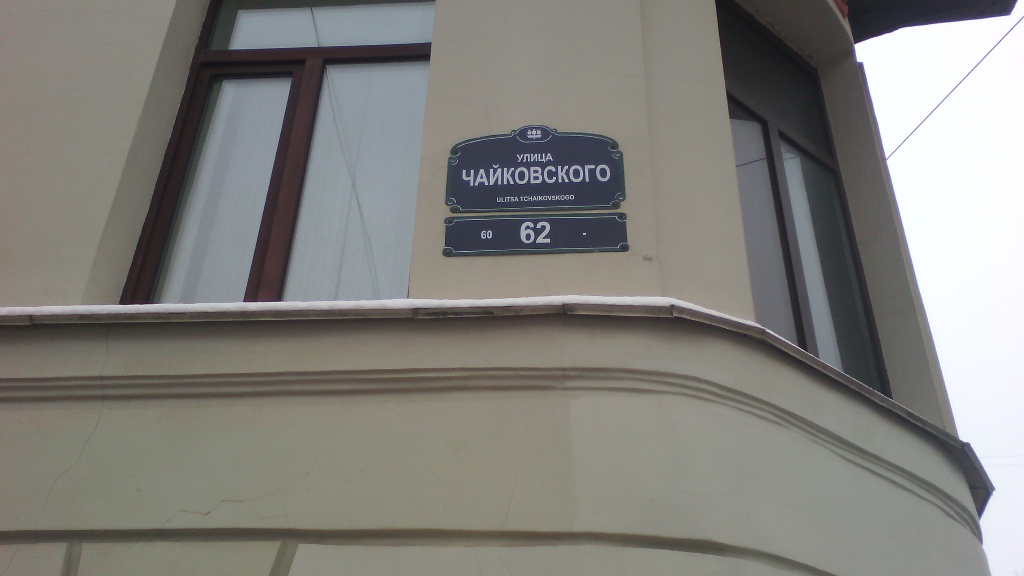 УЛИЦА
ЧАЙКОВСКОГО
ULITSA TCHAIKOVSKOGO
60 62 -